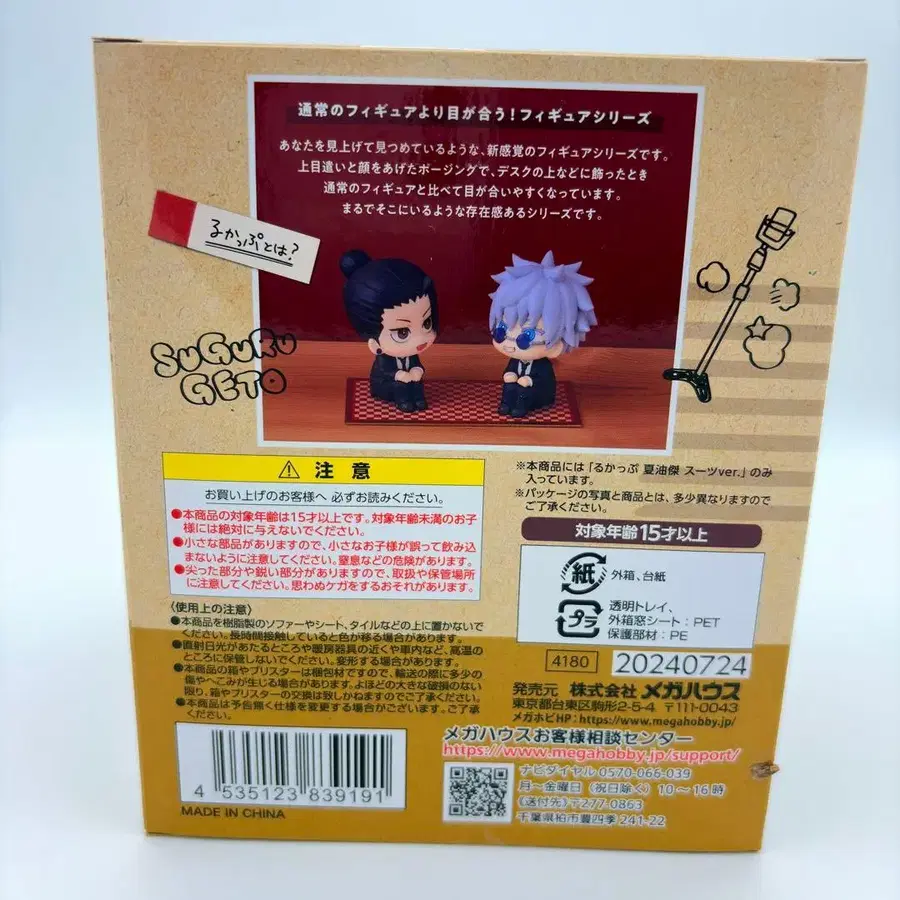 通常のフィギュアより目が合う！フィギュアシリーズ
あなたを見上げて見つめているような、新感覚のフィギュアシリーズです。
上目遣いと顔をあげたポージングで、デスクの上などに飾ったとき
通常のフィギュアと比べて目が合いやすくなっています。
まるでそこにいるような存在感あるシリーズです。
るかっぷとは?
SUGURU
GETO
注意
お買い上げのお客様へ 必ずお読みください。
●本商品の対象年齢は15才以上です。対象年齢未満のお子
様には絶対に与えないでください。
●小さな部品がありますので、小さなお子様が誤って飲み込
まないように注意してください。窒息などの危険があります。
●尖った部分や鋭い部分がありますので、取扱や保管場所
に注意してください。思わぬケガをするおそれがあります。
〈使用上の注意〉
●本商品を樹脂製のソファーやシート、タイルなどの上に置かないで
ください。長時間接触していると色が移る場合があります。
●直射日光があたるところや暖房器具の近くや車内など、高温の
ところに保管しないでください。変形する場合があります。
●本商品の箱やブリスターは梱包材ですので、輸送の際に多少の
傷やへこみが生じる場合があります。よほどの大きな破損のない
限り、箱やブリスターの交換は致しかねますのでご了承ください。
●本商品は予告無く仕様を変更する場合がございます。ご了承
ください。
4 535123 839191
MADE IN CHINA
※本商品には「るかっぷ 夏油傑 スーツver.」のみ
入っています。
※パッケージの写真と商品とは、多少異なりますので
ご了承ください。
対象年齢15才以上
紙
外箱、台紙
プラ
透明トレイ、
外箱窓シート：PET
保護部材：PE
4180
20240724
発売元 株式会社 メガハウス
東京都台東区駒形2-5-4 〒111-0043
メガホビHP：https://www.megahobby.jp/
メガハウスお客様相談センター
https://www.megahobby.jp/support/
ナビダイヤル 0570-066-039
月〜金曜日（祝日除く）10〜16時
《送付先》〒277-0863
千葉県柏市豊四季241-22